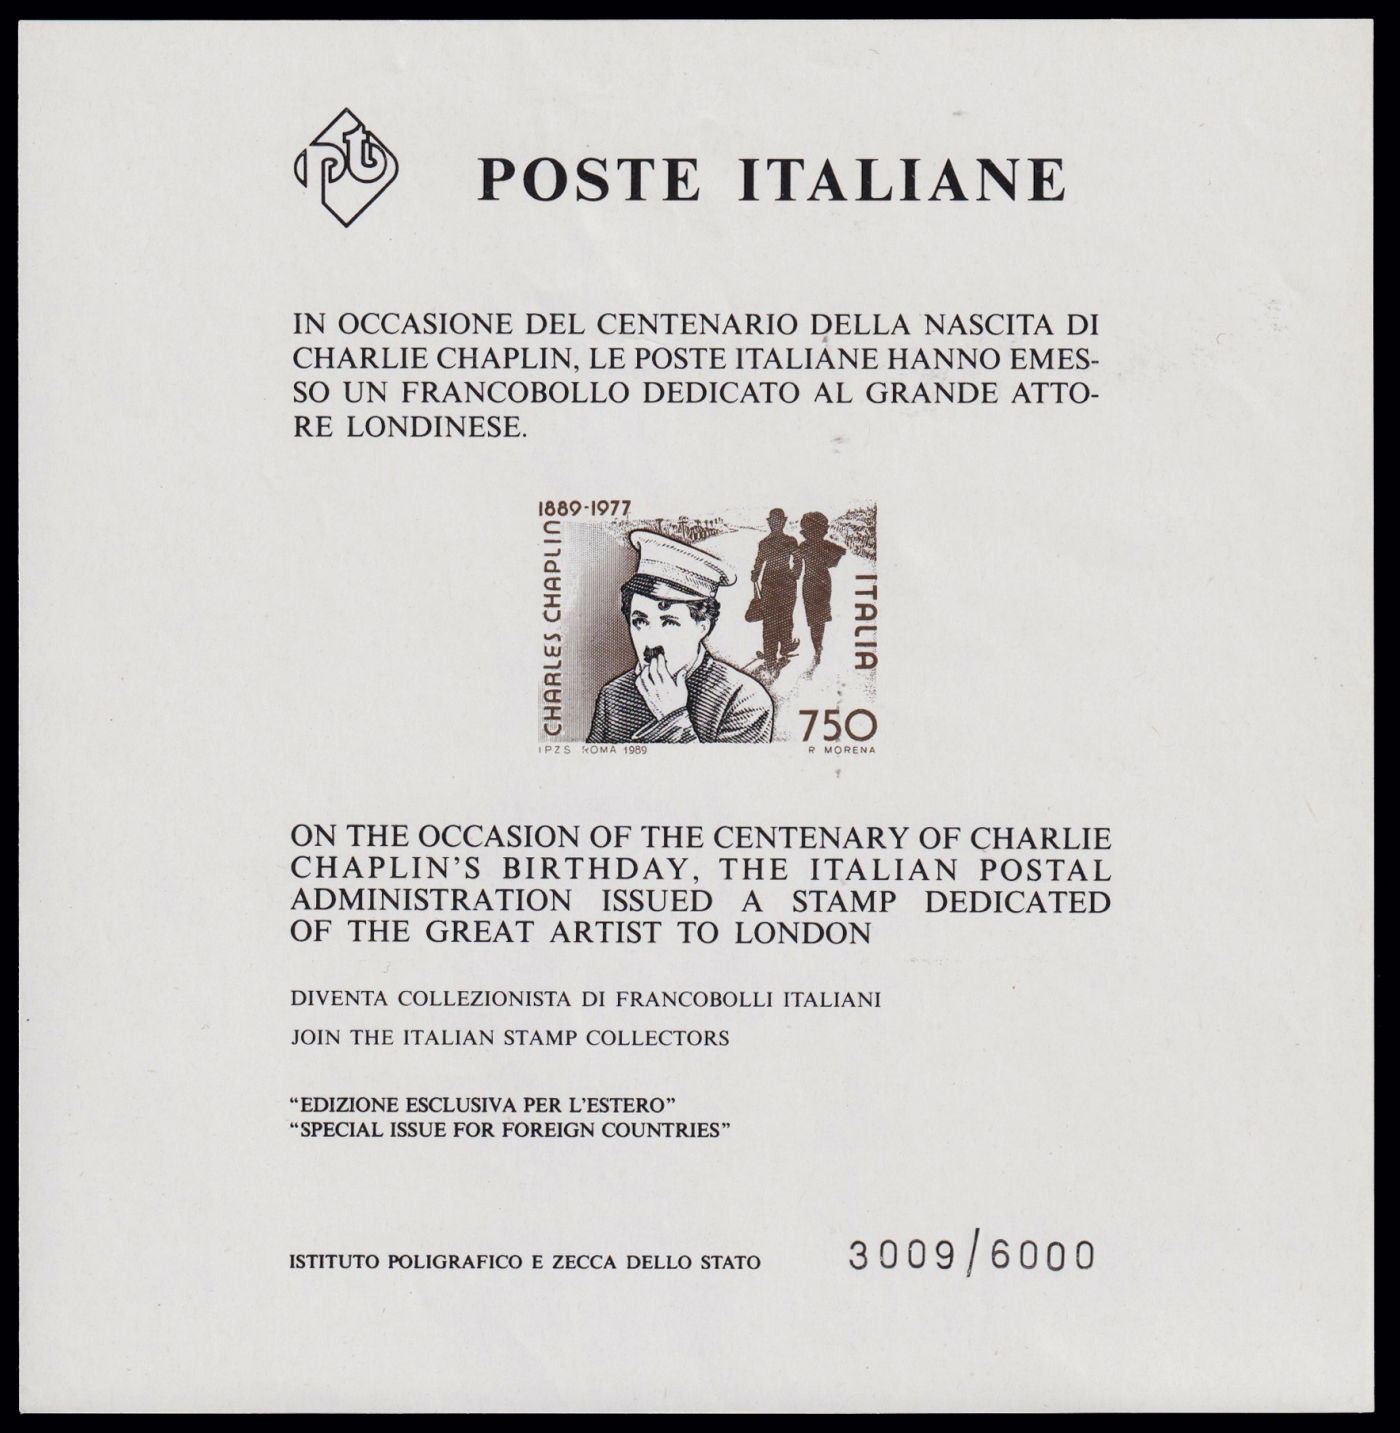 ptb
POSTE ITALIANE
IN OCCASIONE DEL CENTENARIO DELLA NASCITA DI
CHARLIE CHAPLIN, LE POSTE ITALIANE HANNO EMES-
SO UN FRANCOBOLLO DEDICATO AL GRANDE ATTO-
RE LONDINESE.
1889-1977
CHARLES CHAPLIN
ITALIA
750
IPZS ROMA 1989
R MORENA
ON THE OCCASION OF THE CENTENARY OF CHARLIE
CHAPLIN'S BIRTHDAY, THE ITALIAN POSTAL
ADMINISTRATION ISSUED A STAMP DEDICATED
OF THE GREAT ARTIST TO LONDON
DIVENTA COLLEZIONISTA DI FRANCOBOLLI ITALIANI
JOIN THE ITALIAN STAMP COLLECTORS
“EDIZIONE ESCLUSIVA PER L'ESTERO”
“SPECIAL ISSUE FOR FOREIGN COUNTRIES”
ISTITUTO POLIGRAFICO E ZECCA DELLO STATO
3009/6000